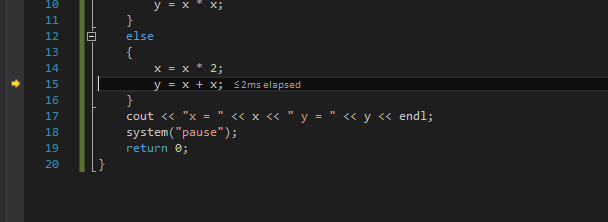 10 y = x * x;
11 }
12 else
13 {
14 x = x * 2;
15 y = x + x; ≤2ms elapsed
16 }
17 cout << "x = " << x << " y = " << y << endl;
18 system("pause");
19 return 0;
20 }